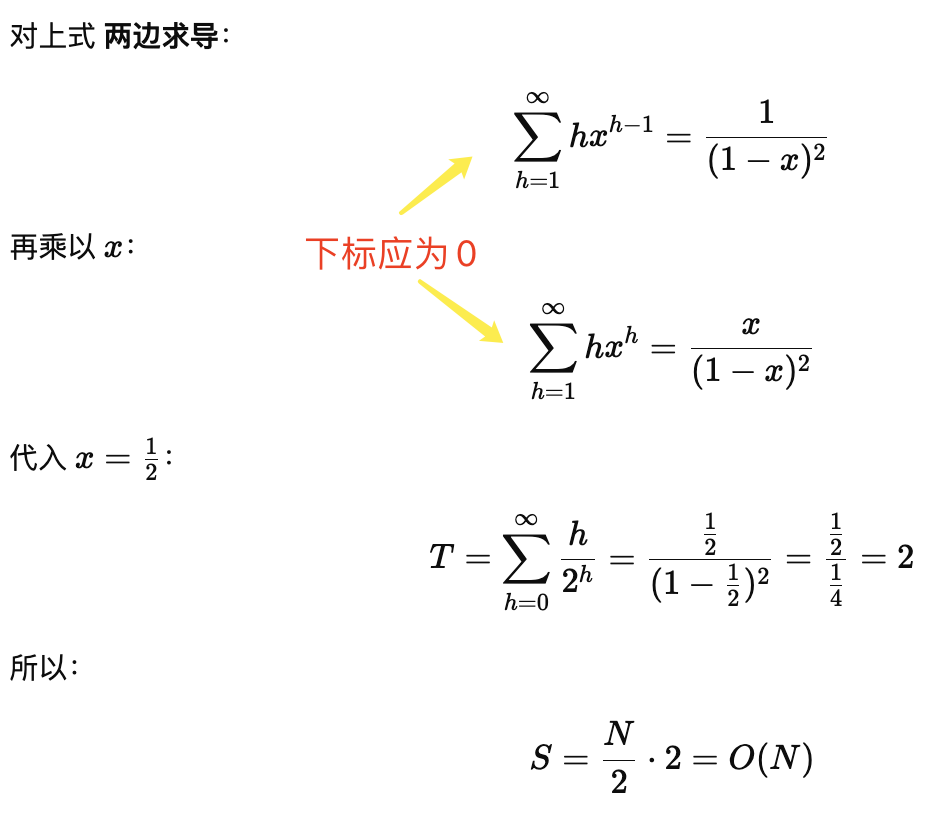 对上式 两边求导：
$$\sum_{h=1}^{\infty} hx^{h-1} = \frac{1}{(1-x)^2}$$
再乘以 $x$：
下标应为 0
$$\sum_{h=1}^{\infty} hx^h = \frac{x}{(1-x)^2}$$
代入 $x = \frac{1}{2}$：
$$T = \sum_{h=0}^{\infty} \frac{h}{2^h} = \frac{\frac{1}{2}}{(1-\frac{1}{2})^2} = \frac{\frac{1}{2}}{\frac{1}{4}} = 2$$
所以：
$$S = \frac{N}{2} \cdot 2 = O(N)$$